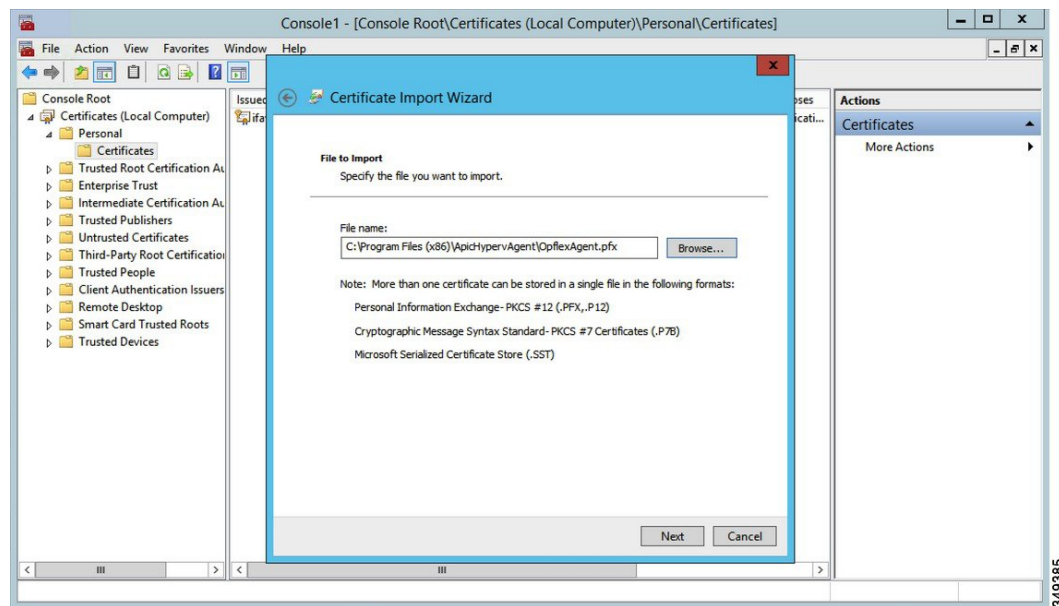 Console1 - [Console Root\Certificates (Local Computer)\Personal\Certificates]
File Action View Favorites Window Help
Console Root
Certificates (Local Computer)
Personal
Certificates
Trusted Root Certification Au
Enterprise Trust
Intermediate Certification Au
Trusted Publishers
Untrusted Certificates
Third-Party Root Certification
Trusted People
Client Authentication Issuers
Remote Desktop
Smart Card Trusted Roots
Trusted Devices
Issued
ifa
Certificate Import Wizard
File to Import
Specify the file you want to import.
File name:
C:\Program Files (x86)\ApicHypervAgent\OpflexAgent.pfx
Browse...
Note: More than one certificate can be stored in a single file in the following formats:
Personal Information Exchange- PKCS #12 (.PFX,.P12)
Cryptographic Message Syntax Standard- PKCS #7 Certificates (.P7B)
Microsoft Serialized Certificate Store (.SST)
Next Cancel
oses
icati...
Actions
Certificates
More Actions
349385